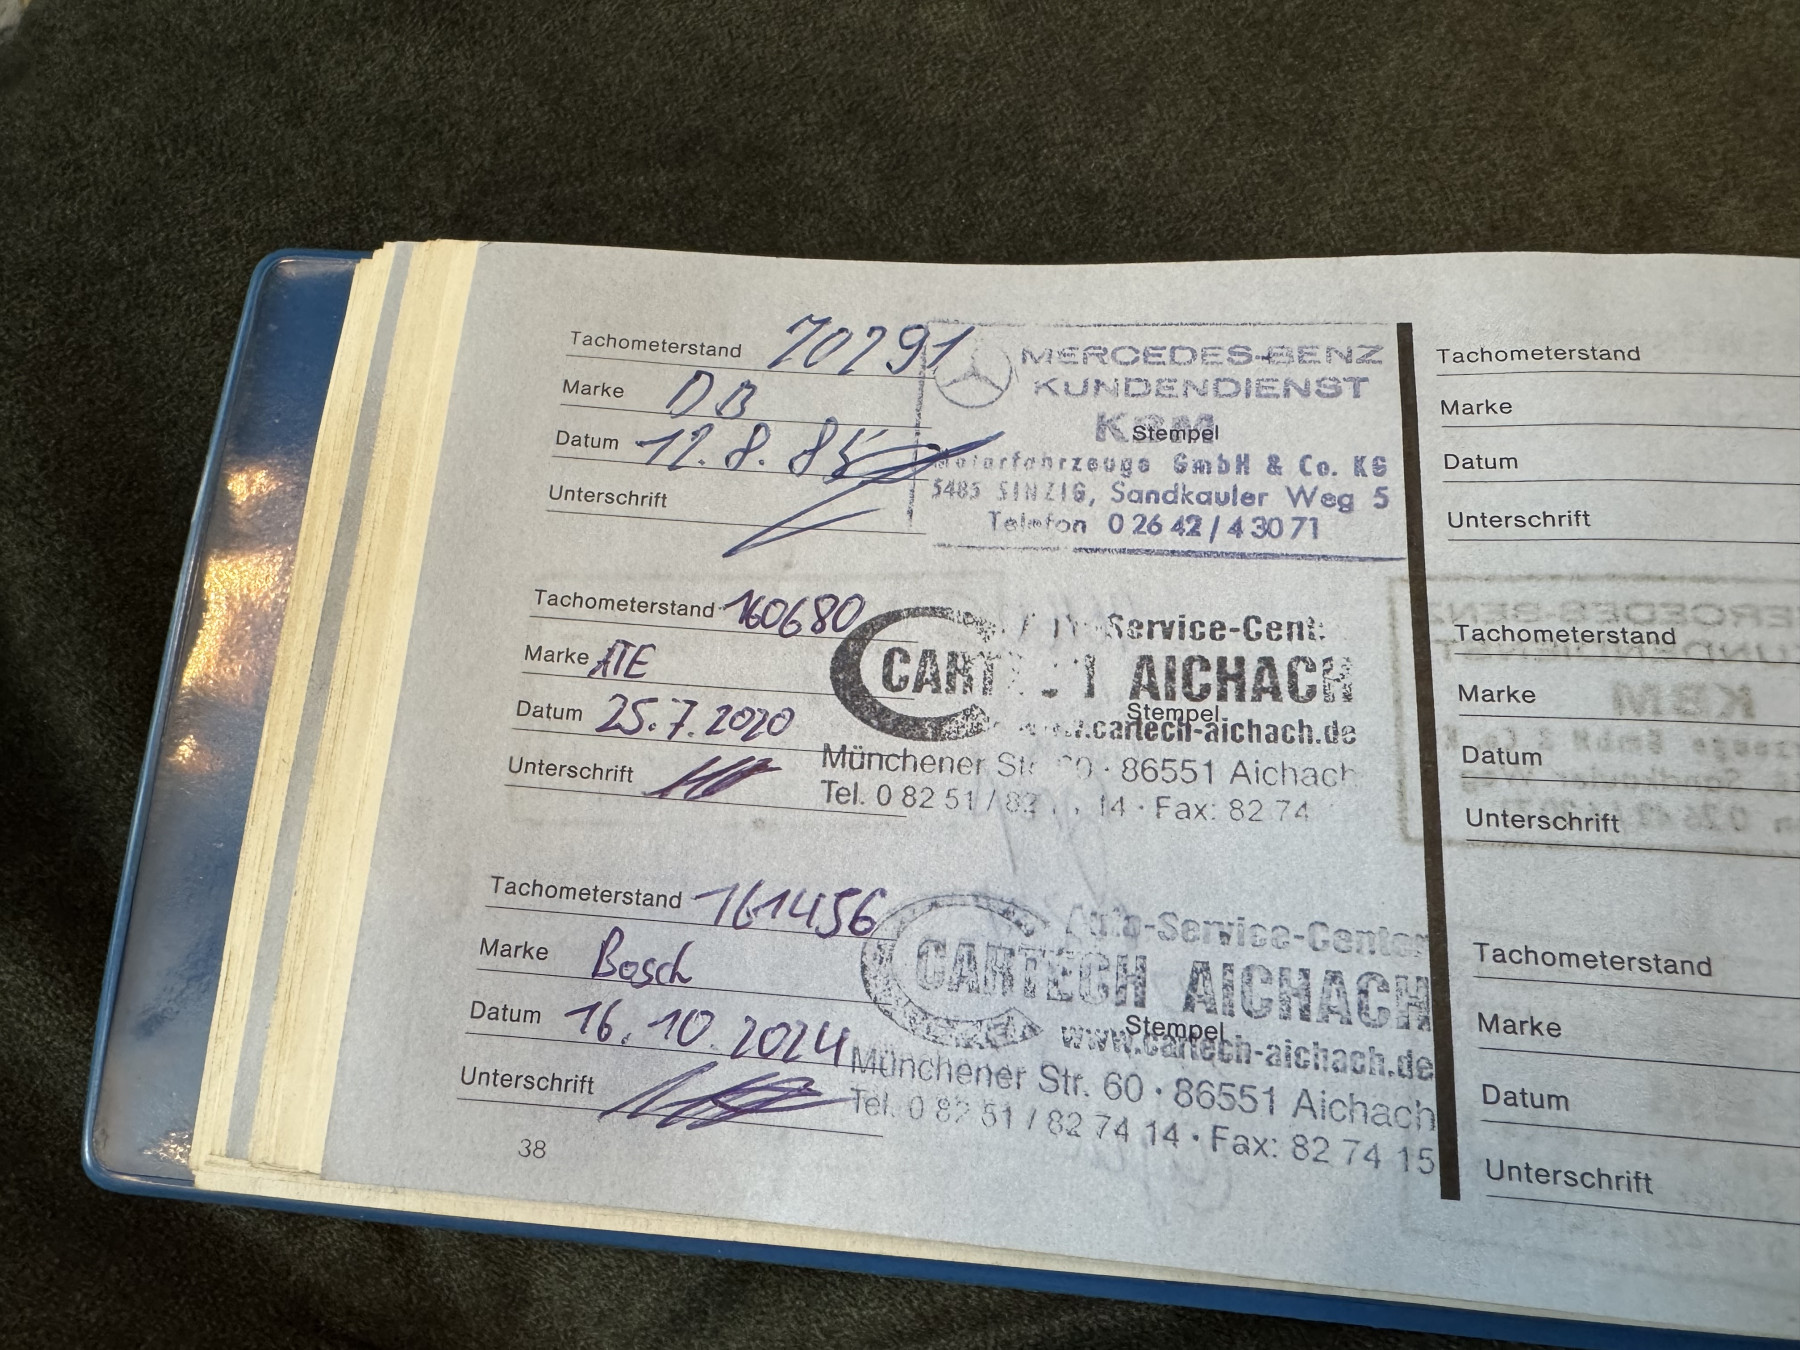 Tachometerstand 70291
Marke DB
Datum 12.8.85
Unterschrift
MERCEDES-BENZ
KUNDENDIENST
KBM
Stempel
GmbH & Co. KG
5485 SINZIG, Sandkauler Weg 5
Telefon 0 26 42 / 4 30 71
Tachometerstand 160680
Marke ATE
Datum 25.7.2020
Unterschrift
Service-Cent
AICHACH
Stempel
.cartech-aichach.de
Münchener Str. 86551 Aichach
Tel. 0 82 51 / 82 14 · Fax: 82 74
Tachometerstand 161456
Marke Bosch
Datum 16.10.2024
Unterschrift
Auto-Service-Center
CARTECH AICHACH
Stempel
www.cartech-aichach.de
Münchener Str. 60 · 86551 Aichach
Tel. 0 82 51 / 82 74 14 · Fax: 82 74 15
38
Tachometerstand
Marke
Datum
Unterschrift
Tachometerstand
Marke
Datum
Unterschrift
Tachometerstand
Marke
Datum
Unterschrift